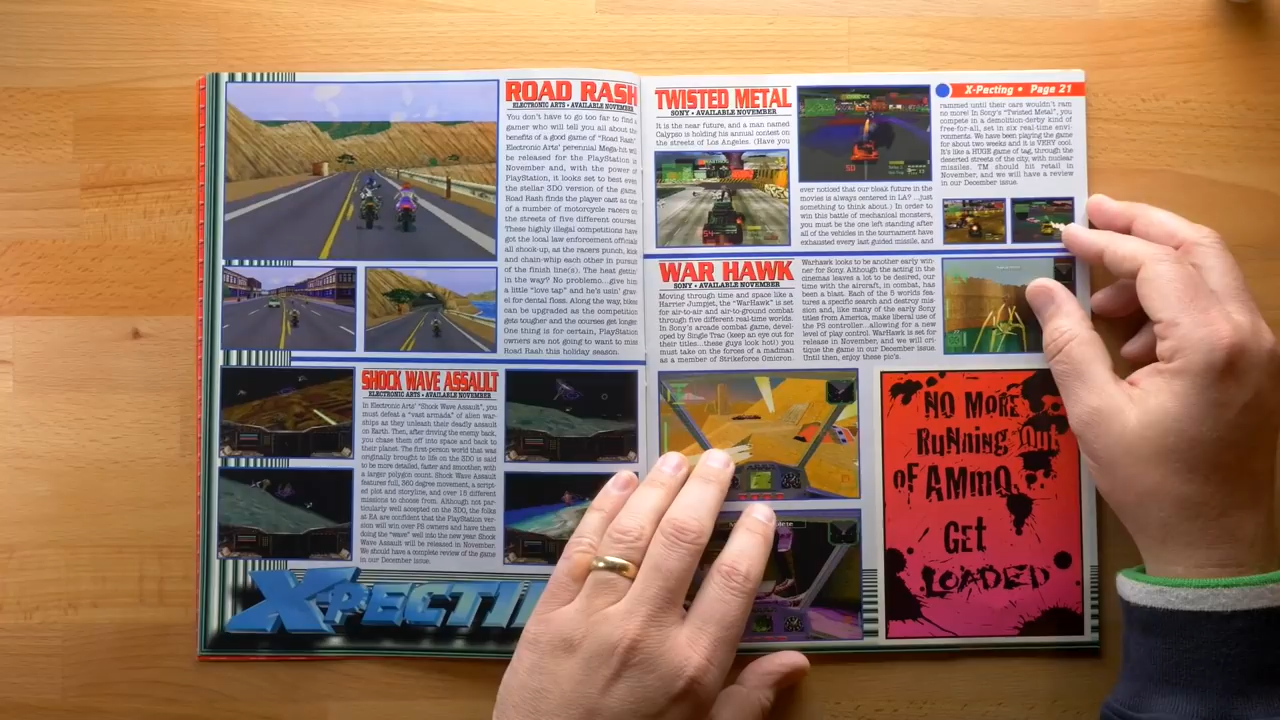 ROAD RASH
ELECTRONIC ARTS • AVAILABLE NOVEMBER
You don't have to go too far to find a
gamer who will tell you all about the
benefits of a good game of "Road Rash."
Electronic Arts' perennial Mega-hit will
be released for the PlayStation in
November and, with the power of
PlayStation, it looks set to best even
the stellar 3DO version of the game.
Road Rash finds the player cast as one
of a number of motorcycle racers on
the streets of five different courses.
These highly illegal competitions have
got the local law enforcement officials
all shook-up, as the racers punch, kick
and chain-whip each other in pursuit
of the finish line(s). The heat gettin'
in the way? No problemo...give him
a little "love tap" and he's usin' grav-
el for dental floss. Along the way, bikes
can be upgraded as the competition
gets tougher and the courses get longer.
One thing is for certain, PlayStation
owners are not going to want to miss
Road Rash this holiday season.
SHOCK WAVE ASSAULT
ELECTRONIC ARTS • AVAILABLE NOVEMBER
In Electronic Arts' "Shock Wave Assault", you
must defeat a "vast armada" of alien war-
ships as they unleash their deadly assault
on Earth. Then, after driving the enemy back,
you chase them off into space and back to
their planet. The first-person world that was
originally brought to life on the 3DO is said
to be more detailed, faster and smoother, with
a larger polygon count. Shock Wave Assault
features full, 360 degree movement, a script-
ed plot and storyline, and over 15 different
missions to choose from. Although not par-
ticularly well accepted on the 3DO, the folks
at EA are confident that the PlayStation ver-
sion will win over PS owners and have them
doing the "wave" well into the new year. Shock
Wave Assault will be released in November.
We should have a complete review of the game
in our December issue.
X-PECTI
TWISTED METAL
SONY • AVAILABLE NOVEMBER
It is the near future, and a man named
Calypso is holding his annual contest on
the streets of Los Angeles. (Have you
ever noticed that our bleak future in the
movies is always centered in LA? ...just
something to think about.) In order to
win this battle of mechanical monsters,
you must be the one left standing after
all of the vehicles in the tournament have
exhausted every last guided missile, and
X-Pecting • Page 21
rammed until their cars wouldn't ram
no more! In Sony's "Twisted Metal", you
compete in a demolition-derby kind of
free-for-all, set in six real-time envi-
ronments. We have been playing the game
for about two weeks and it is VERY cool.
It's like a HUGE game of tag, through the
deserted streets of the city, with nuclear
missiles. TM should hit retail in
November, and we will have a review
in our December issue.
WAR HAWK
SONY • AVAILABLE NOVEMBER
Moving through time and space like a
Harrier Jumpjet, the "WarHawk" is set
for air-to-air and air-to-ground combat
through five different real-time worlds.
In Sony's arcade combat game, devel-
oped by Single Trac (keep an eye out for
their titles...these guys look hot!) you
must take on the forces of a madman
as a member of Strikeforce Omicron.
Warhawk looks to be another early win-
ner for Sony. Although the acting in the
cinemas leaves a lot to be desired, our
time with the aircraft, in combat, has
been a blast. Each of the 5 worlds fea-
tures a specific search and destroy mis-
sion and, like many of the early Sony
titles from America, make liberal use of
the PS controller...allowing for a new
level of play control. WarHawk is set for
release in November, and we will cri-
tique the game in our December Issue.
Until then, enjoy these pic's.
NO MORE
RuNNing Out
oF AMmO.
GEt
LOADED